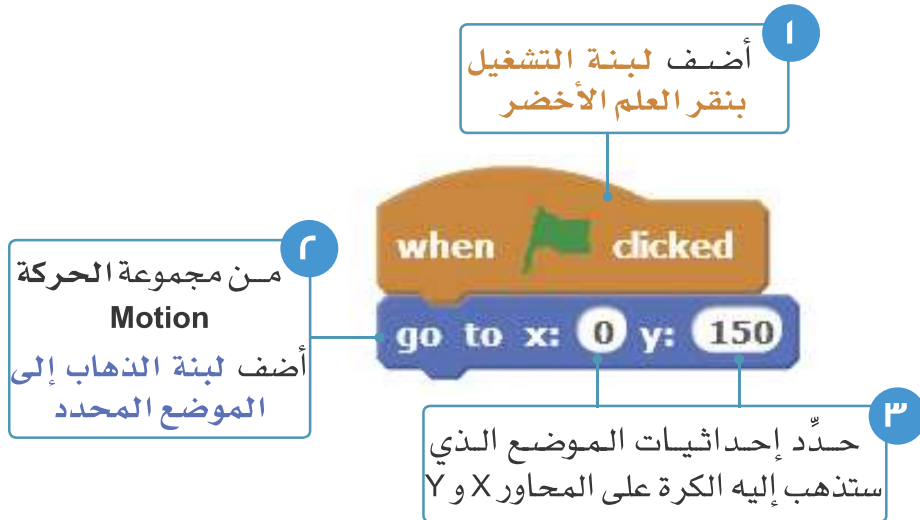 ١
أضف لبنة التشغيل
بنقر العلم الأخضر
when clicked
go to x: 0 y: 150
٢
من مجموعة الحركة
Motion
أضف لبنة الذهاب إلى
الموضع المحدد
٣
حدِّد إحداثيات الموضع الذي
ستذهب إليه الكرة على المحاور X و Y